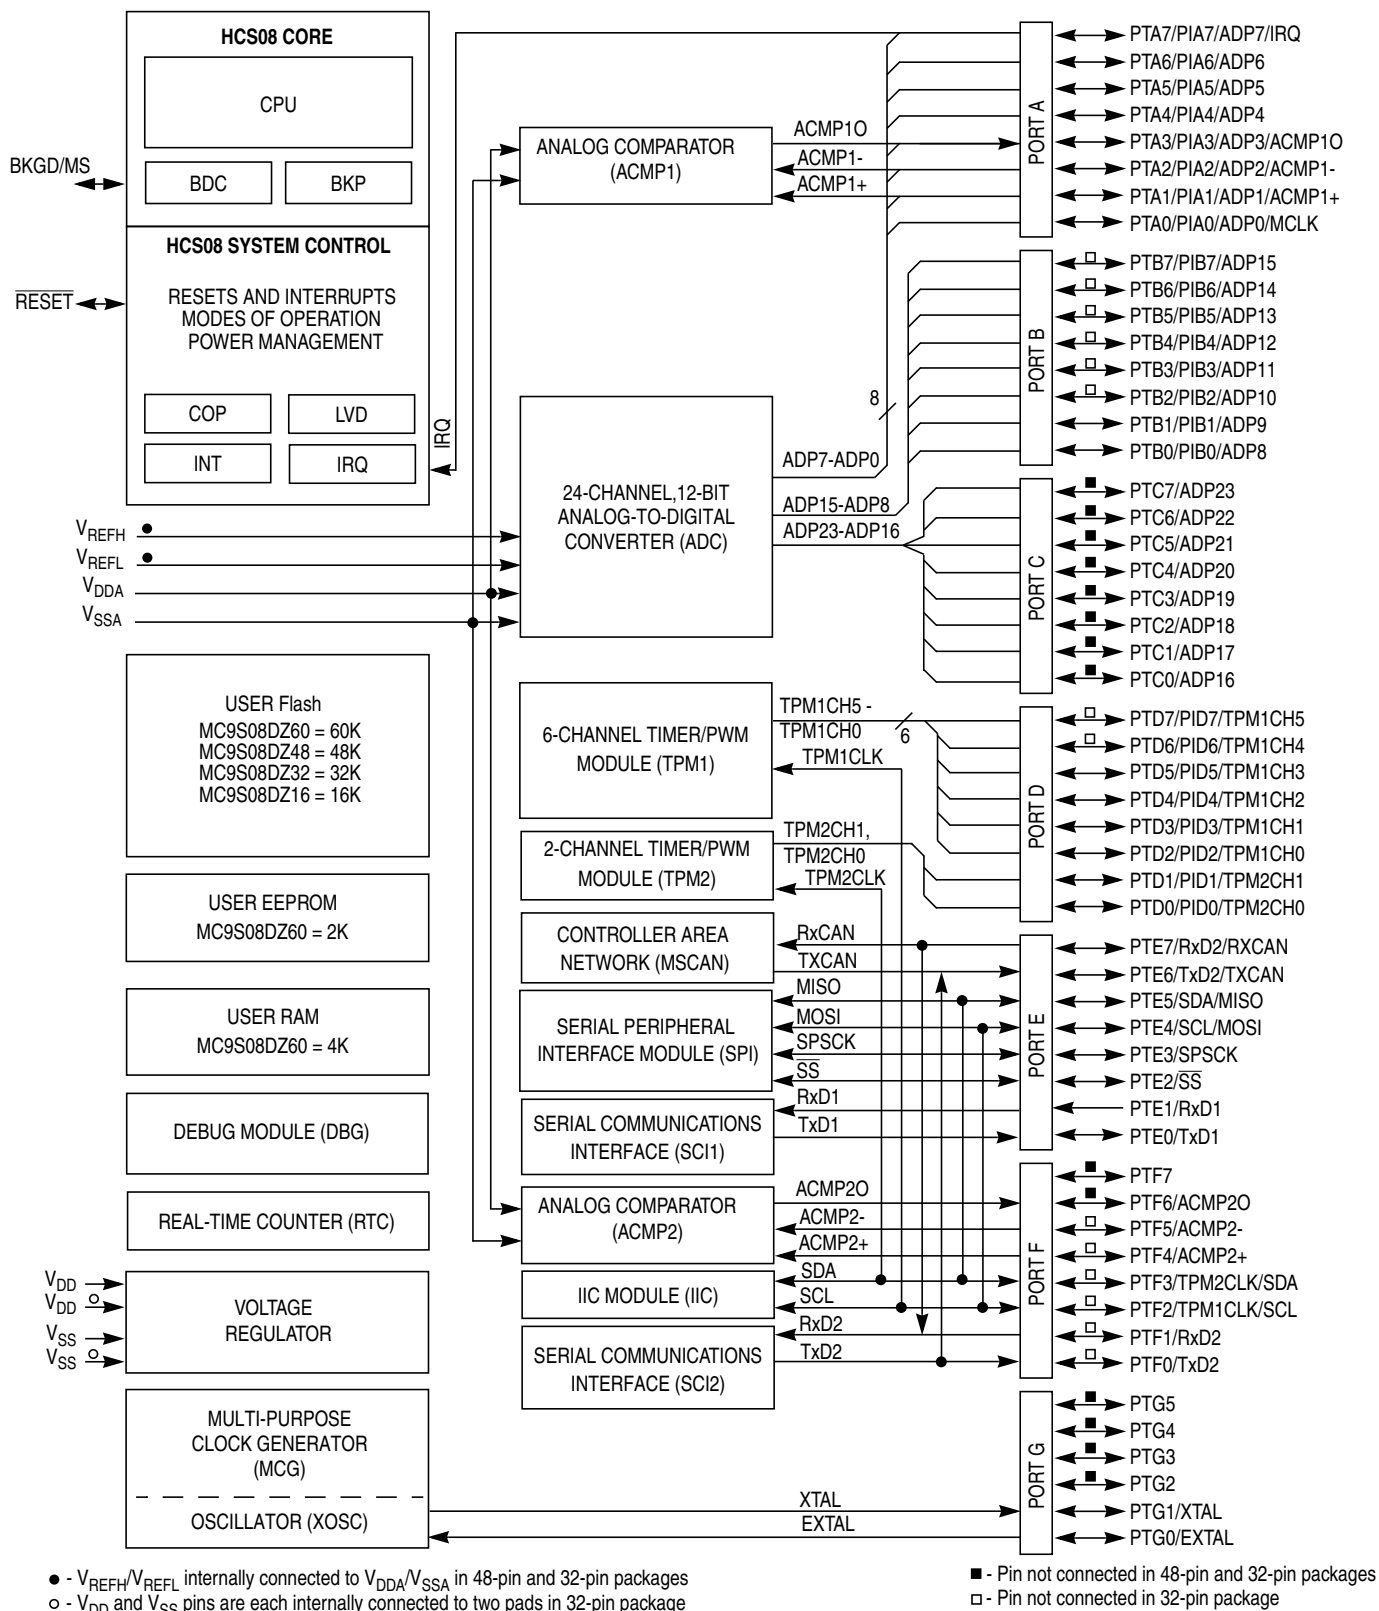 HCS08 CORE
CPU
BDC
BKP
BKGD/MS
HCS08 SYSTEM CONTROL
RESETS AND INTERRUPTS
MODES OF OPERATION
POWER MANAGEMENT
RESET
COP
LVD
INT
IRQ
IRQ
VREFH
VREFL
VDDA
VSSA
USER Flash
MC9S08DZ60 = 60K
MC9S08DZ48 = 48K
MC9S08DZ32 = 32K
MC9S08DZ16 = 16K
USER EEPROM
MC9S08DZ60 = 2K
USER RAM
MC9S08DZ60 = 4K
DEBUG MODULE (DBG)
REAL-TIME COUNTER (RTC)
VDD
VDD
VSS
VSS
VOLTAGE
REGULATOR
MULTI-PURPOSE
CLOCK GENERATOR
(MCG)
OSCILLATOR (XOSC)
ANALOG COMPARATOR
(ACMP1)
ACMP1O
ACMP1-
ACMP1+
24-CHANNEL,12-BIT
ANALOG-TO-DIGITAL
CONVERTER (ADC)
8
ADP7-ADP0
ADP15-ADP8
ADP23-ADP16
6-CHANNEL TIMER/PWM
MODULE (TPM1)
TPM1CH5 -
TPM1CH0
6
TPM1CLK
2-CHANNEL TIMER/PWM
MODULE (TPM2)
TPM2CH1,
TPM2CH0
TPM2CLK
CONTROLLER AREA
NETWORK (MSCAN)
RxCAN
TXCAN
SERIAL PERIPHERAL
INTERFACE MODULE (SPI)
MISO
MOSI
SPSCK
SS
SERIAL COMMUNICATIONS
INTERFACE (SCI1)
RxD1
TxD1
ANALOG COMPARATOR
(ACMP2)
ACMP2O
ACMP2-
ACMP2+
IIC MODULE (IIC)
SDA
SCL
SERIAL COMMUNICATIONS
INTERFACE (SCI2)
RxD2
TxD2
XTAL
EXTAL
PORT A
PTA7/PIA7/ADP7/IRQ
PTA6/PIA6/ADP6
PTA5/PIA5/ADP5
PTA4/PIA4/ADP4
PTA3/PIA3/ADP3/ACMP1O
PTA2/PIA2/ADP2/ACMP1-
PTA1/PIA1/ADP1/ACMP1+
PTA0/PIA0/ADP0/MCLK
PORT B
PTB7/PIB7/ADP15
PTB6/PIB6/ADP14
PTB5/PIB5/ADP13
PTB4/PIB4/ADP12
PTB3/PIB3/ADP11
PTB2/PIB2/ADP10
PTB1/PIB1/ADP9
PTB0/PIB0/ADP8
PORT C
PTC7/ADP23
PTC6/ADP22
PTC5/ADP21
PTC4/ADP20
PTC3/ADP19
PTC2/ADP18
PTC1/ADP17
PTC0/ADP16
PORT D
PTD7/PID7/TPM1CH5
PTD6/PID6/TPM1CH4
PTD5/PID5/TPM1CH3
PTD4/PID4/TPM1CH2
PTD3/PID3/TPM1CH1
PTD2/PID2/TPM1CH0
PTD1/PID1/TPM2CH1
PTD0/PID0/TPM2CH0
PORT E
PTE7/RxD2/RXCAN
PTE6/TxD2/TXCAN
PTE5/SDA/MISO
PTE4/SCL/MOSI
PTE3/SPSCK
PTE2/SS
PTE1/RxD1
PTE0/TxD1
PORT F
PTF7
PTF6/ACMP2O
PTF5/ACMP2-
PTF4/ACMP2+
PTF3/TPM2CLK/SDA
PTF2/TPM1CLK/SCL
PTF1/RxD2
PTF0/TxD2
PORT G
PTG5
PTG4
PTG3
PTG2
PTG1/XTAL
PTG0/EXTAL
● - VREFH/VREFL internally connected to VDDA/VSSA in 48-pin and 32-pin packages
○ - VDD and VSS pins are each internally connected to two pads in 32-pin package
■ - Pin not connected in 48-pin and 32-pin packages
□ - Pin not connected in 32-pin package